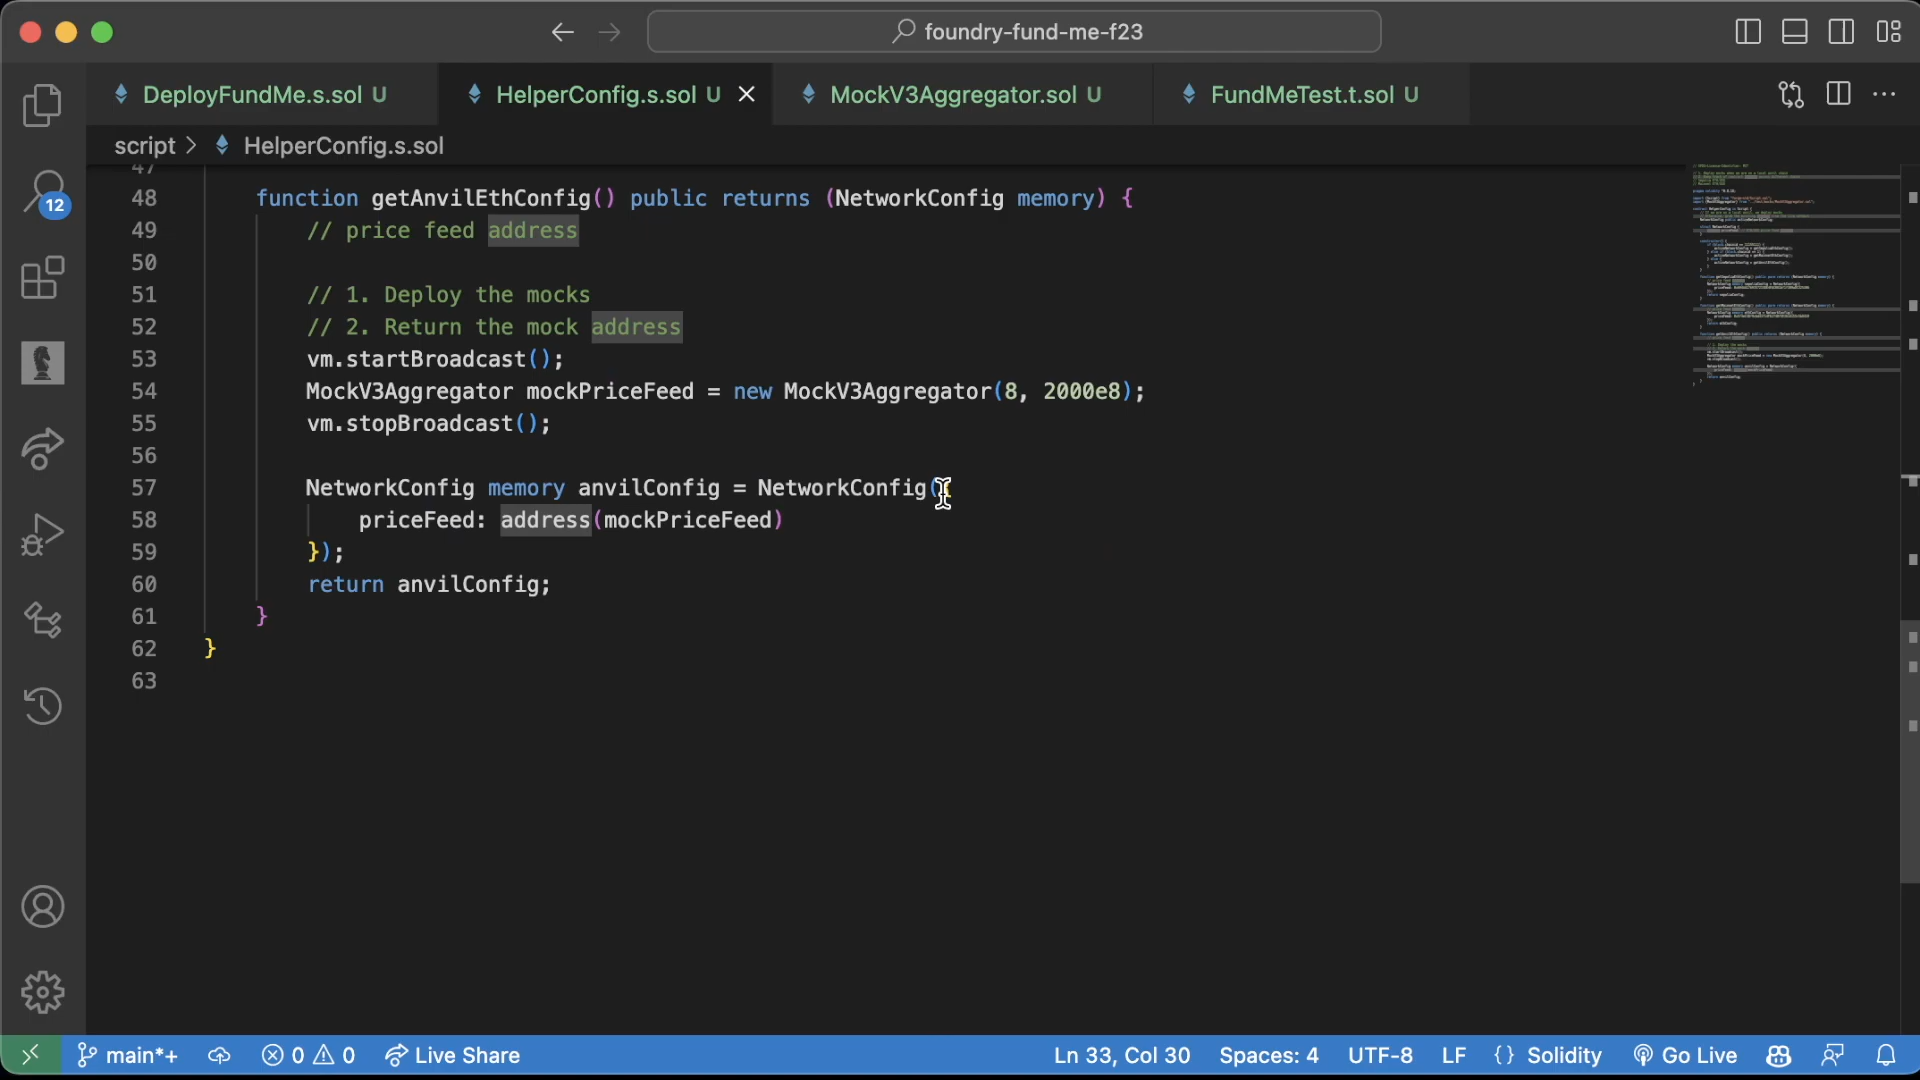 foundry-fund-me-f23
DeployFundMe.s.sol U
HelperConfig.s.sol U
MockV3Aggregator.sol U
FundMeTest.t.sol U
script > HelperConfig.s.sol
47
48 function getAnvilEthConfig() public returns (NetworkConfig memory) {
49 // price feed address
50
51 // 1. Deploy the mocks
52 // 2. Return the mock address
53 vm.startBroadcast();
54 MockV3Aggregator mockPriceFeed = new MockV3Aggregator(8, 2000e8);
55 vm.stopBroadcast();
56
57 NetworkConfig memory anvilConfig = NetworkConfig({
58 priceFeed: address(mockPriceFeed)
59 });
60 return anvilConfig;
61 }
62 }
63
12
main*+ 0 0 Live Share Ln 33, Col 30 Spaces: 4 UTF-8 LF {} Solidity Go Live